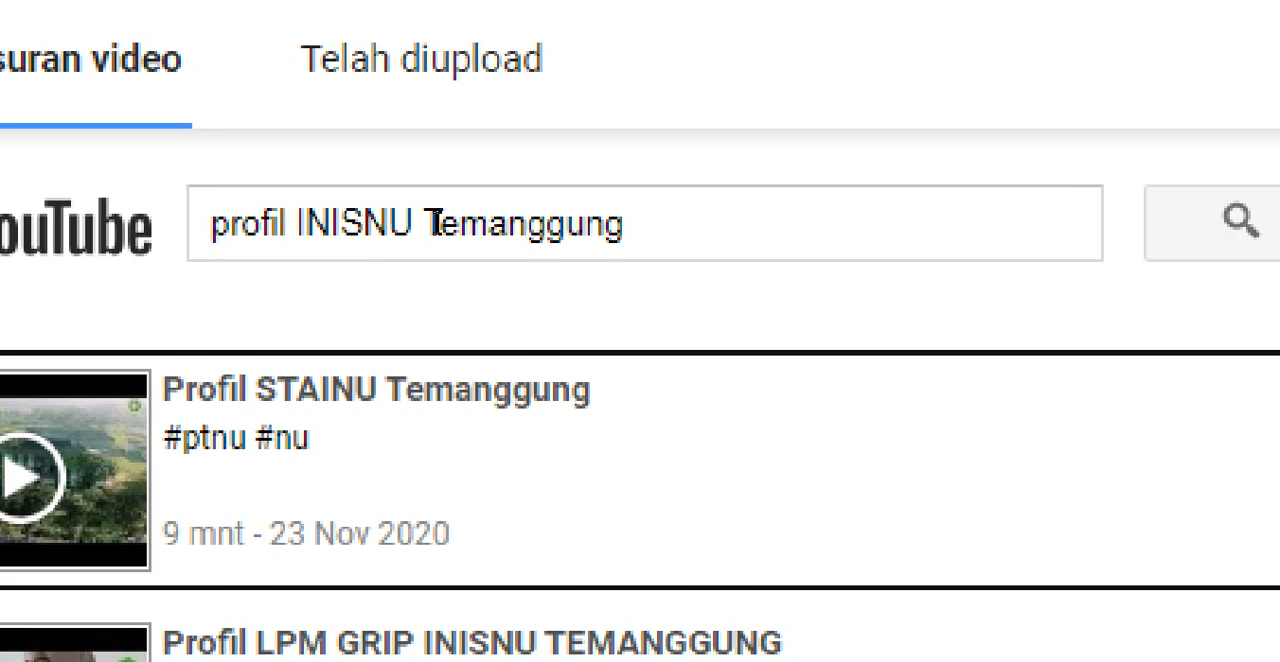 suran video
Telah diupload
ouTube
profil INISNU Temanggung
Profil STAINU Temanggung
#ptnu #nu
9 mnt - 23 Nov 2020
Profil LPM GRIP INISNU TEMANGGUNG